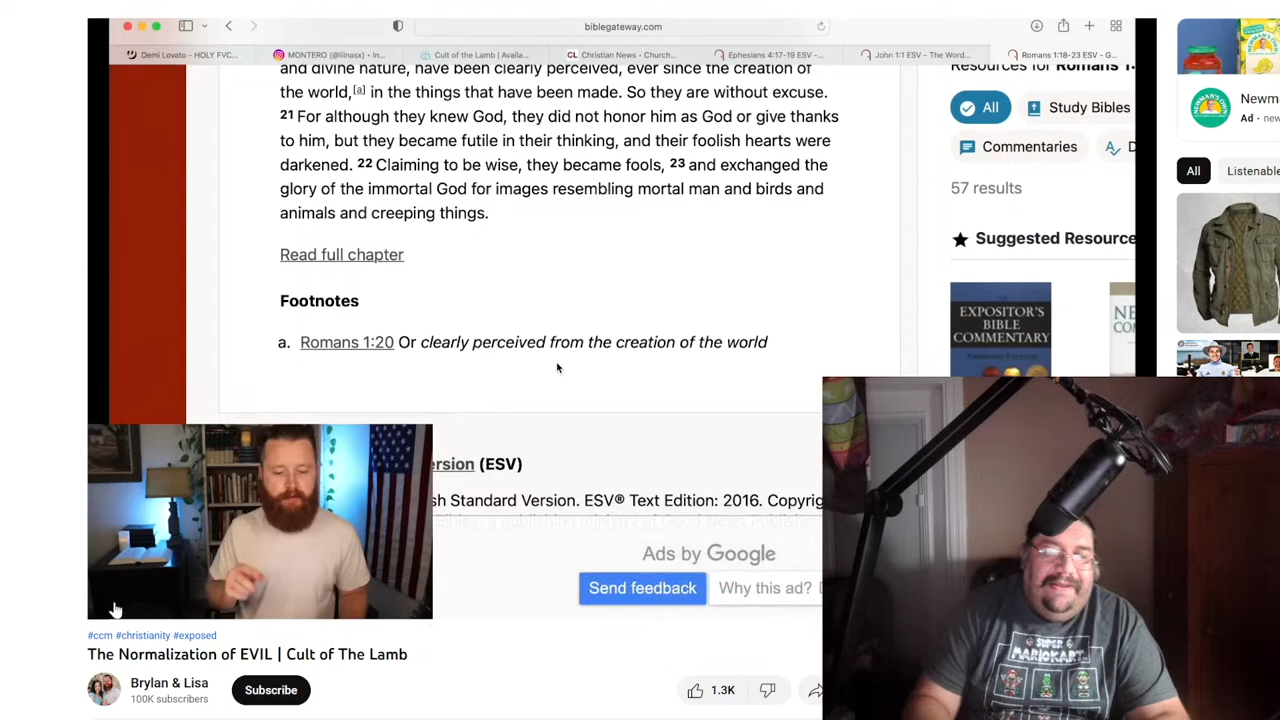 biblegateway.com
Demi Lovato - HOLY FVC...
MONTERO (@lilnasx) • In...
Cult of the Lamb | Availa...
CL Christian News - Church...
Ephesians 4:17-19 ESV -...
John 1:1 ESV - The Word...
Romans 1:18-23 ESV - G...
and divine nature, have been clearly perceived, ever since the creation of
the world,[a] in the things that have been made. So they are without excuse.
21 For although they knew God, they did not honor him as God or give thanks
to him, but they became futile in their thinking, and their foolish hearts were
darkened. 22 Claiming to be wise, they became fools, 23 and exchanged the
glory of the immortal God for images resembling mortal man and birds and
animals and creeping things.
Read full chapter
Footnotes
a. Romans 1:20 Or clearly perceived from the creation of the world
ersion (ESV)
sh Standard Version. ESV® Text Edition: 2016. Copyrig
Ads by Google
Send feedback
Why this ad?
Resources for Romans 1:
All
Study Bibles
Commentaries
D
57 results
Suggested Resource
EXPOSITOR'S
BIBLE
COMMENTARY
NE
COM
NEWMAN'S OWN
Newm
Ad · new
All
Listenable
SUPER
MARIOKART
#ccm #christianity #exposed
The Normalization of EVIL | Cult of The Lamb
Brylan & Lisa
100K subscribers
Subscribe
1.3K